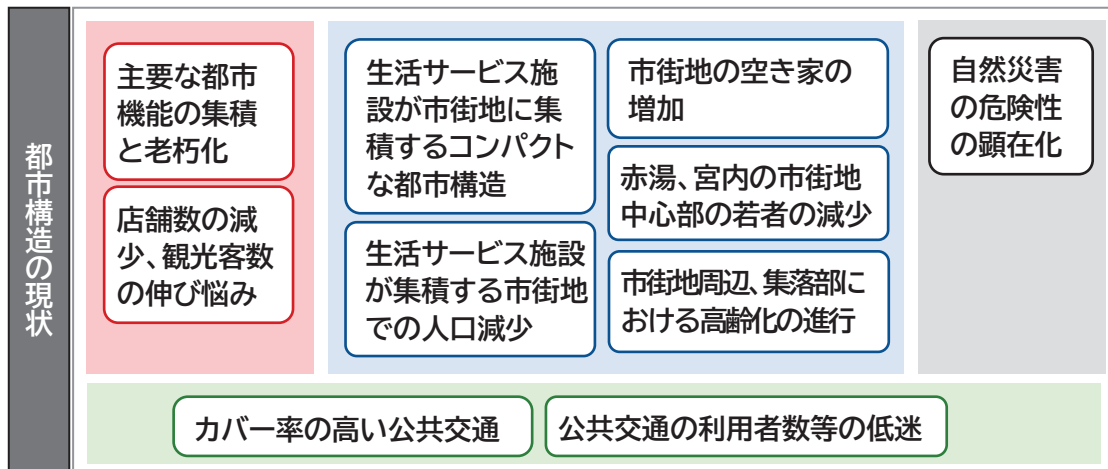 都市構造の現状
主要な都市
機能の集積
と老朽化
店舗数の減
少、観光客数
の伸び悩み
生活サービス施
設が市街地に集
積するコンパクト
な都市構造
生活サービス施設
が集積する市街地
での人口減少
市街地の空き家の
増加
赤湯、宮内の市街地
中心部の若者の減少
市街地周辺、集落部に
おける高齢化の進行
自然災害
の危険性
の顕在化
カバー率の高い公共交通
公共交通の利用者数等の低迷